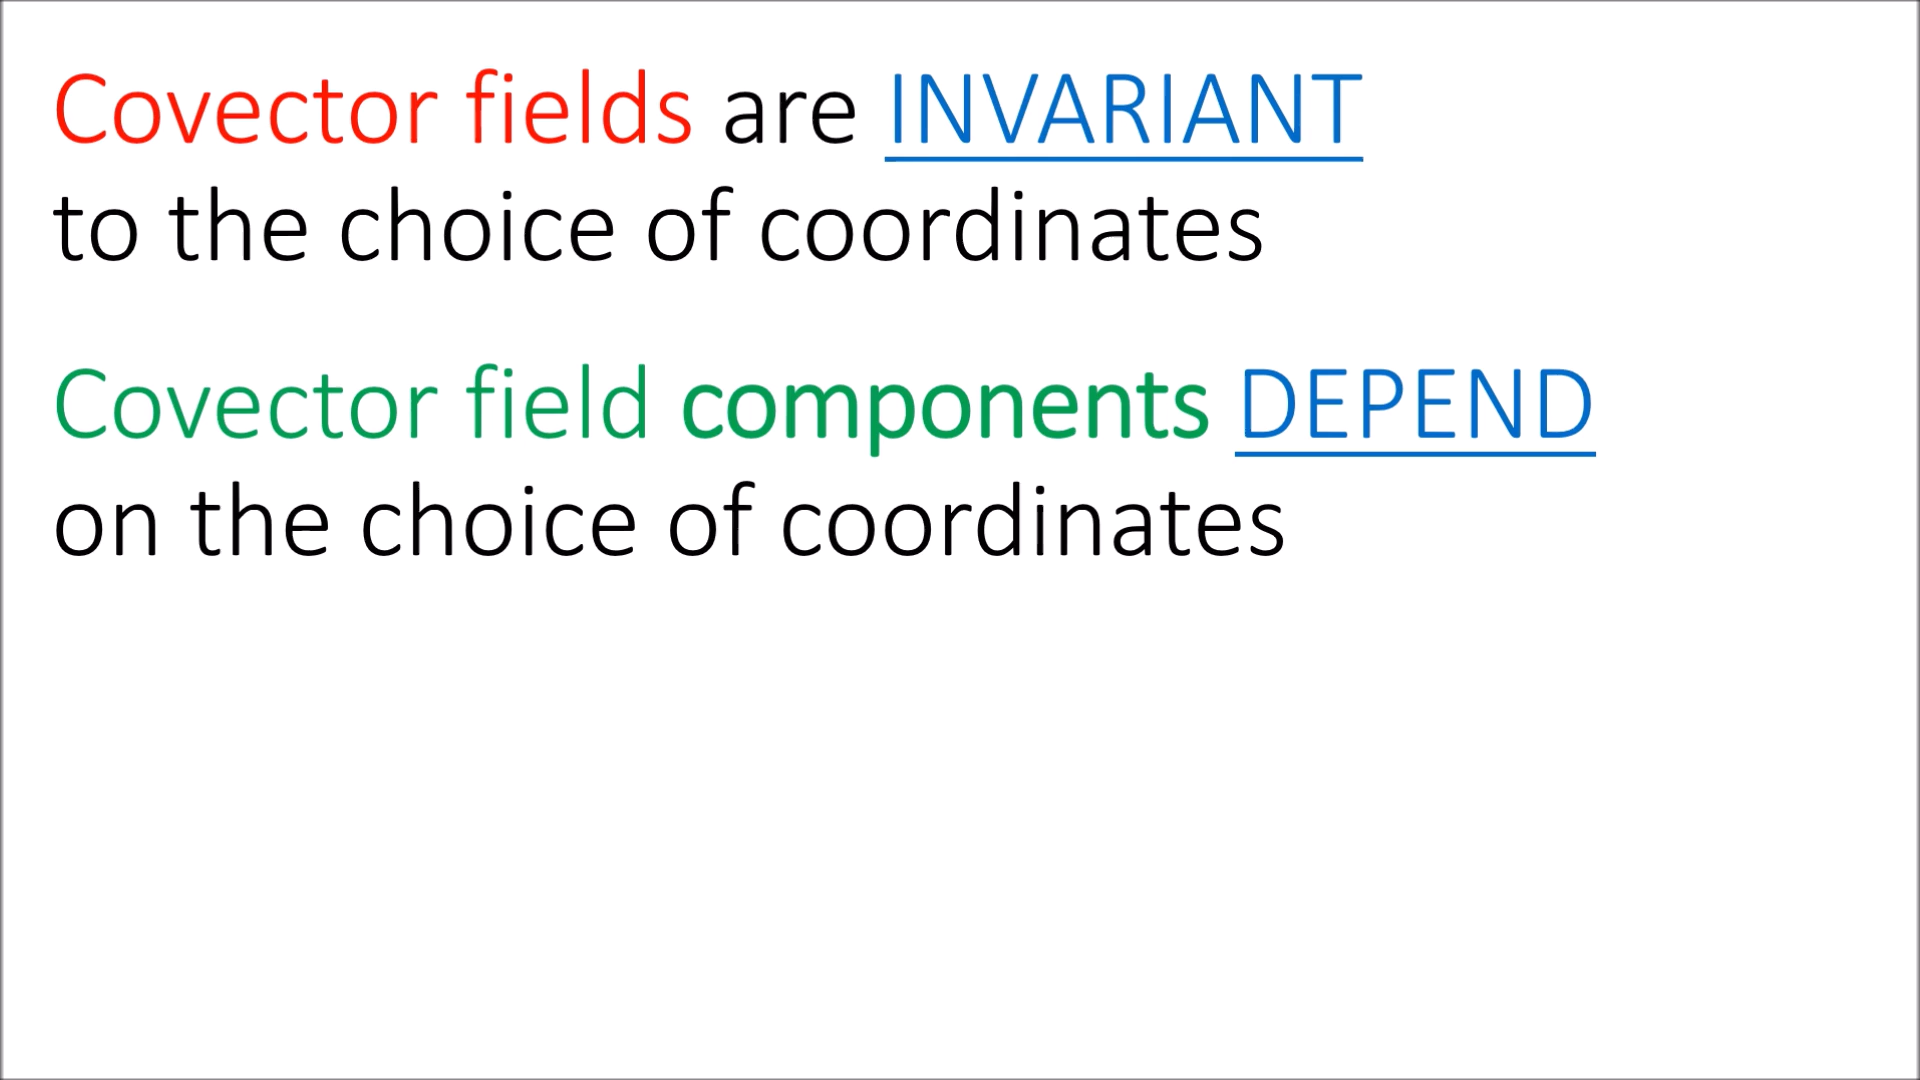 Covector fields are INVARIANT
to the choice of coordinates
Covector field components DEPEND
on the choice of coordinates